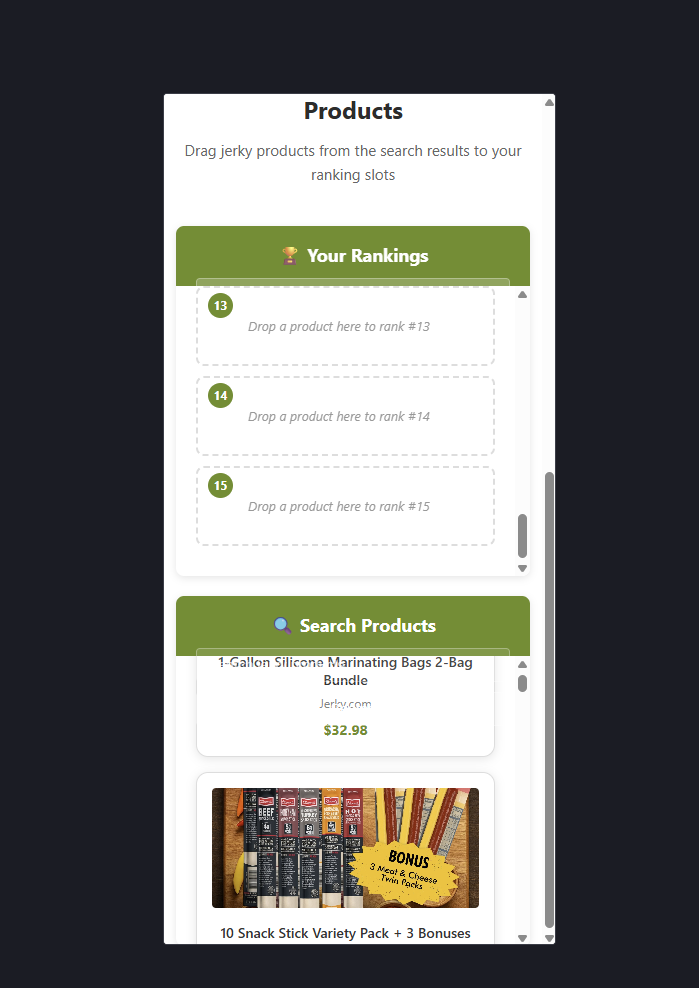 Products
Drag jerky products from the search results to your
ranking slots
🏆 Your Rankings
13
Drop a product here to rank #13
14
Drop a product here to rank #14
15
Drop a product here to rank #15
🔍 Search Products
1-Gallon Silicone Marinating Bags 2-Bag
Bundle
Jerky.com
$32.98
BEEF
BONUS
3 Meat & Cheese
Twin Packs
10 Snack Stick Variety Pack + 3 Bonuses